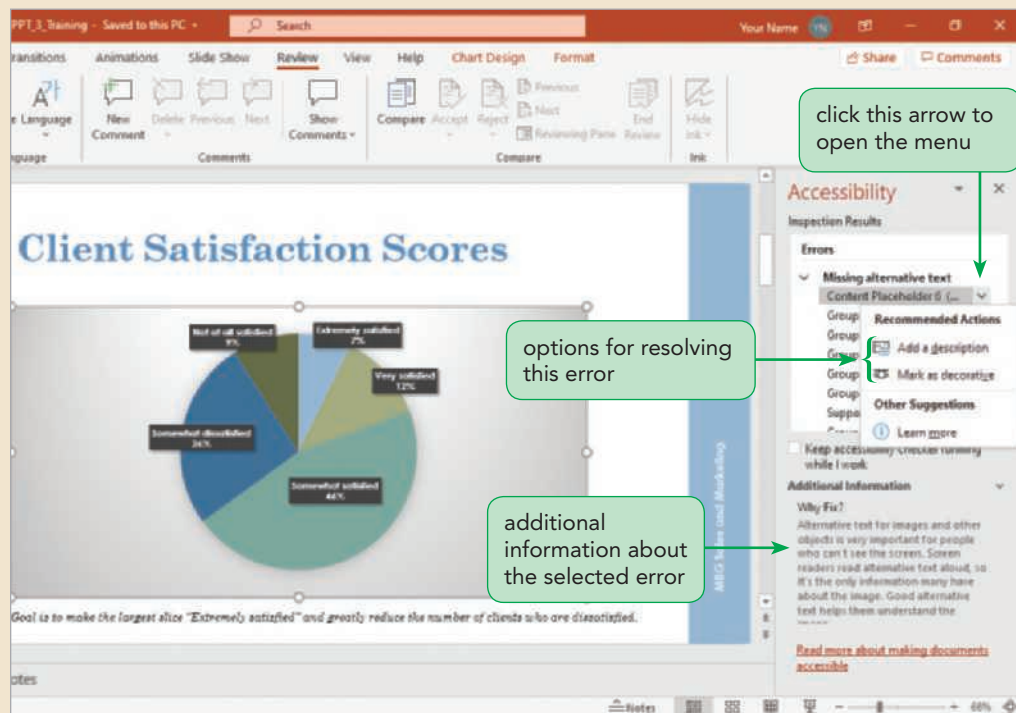 PPT_3_Training - Saved to this PC
Search
Your Name YN
ransitions Animations Slide Show Review View Help Chart Design Format Share Comments
Language New Comment Delete Previous Next Show Comments Compare Accept Reject Previous Next Reviewing Pane End Review Hide Ink
guage Comments Compare Ink
click this arrow to
open the menu
Client Satisfaction Scores
Not at all satisfied
9%
Extremely satisfied
7%
Very satisfied
12%
Somewhat dissatisfied
26%
Somewhat satisfied
46%
MBG Sales and Marketing
Goal is to make the largest slice "Extremely satisfied" and greatly reduce the number of clients who are dissatisfied.
otes
Accessibility
Inspection Results
Errors
Missing alternative text
Content Placeholder 6 (...
Group
Group
Group
Group
Group
Suppo
Recommended Actions
Add a description
Mark as decorative
Other Suggestions
Learn more
options for resolving
this error
Keep accessibility checker running
while I work
Additional Information
Why Fix?
Alternative text for images and other
objects is very important for people
who can't see the screen. Screen
readers read alternative text aloud, so
it's the only information many have
about the image. Good alternative
text helps them understand the
Read more about making documents
accessible
additional
information about
the selected error
Notes
66%